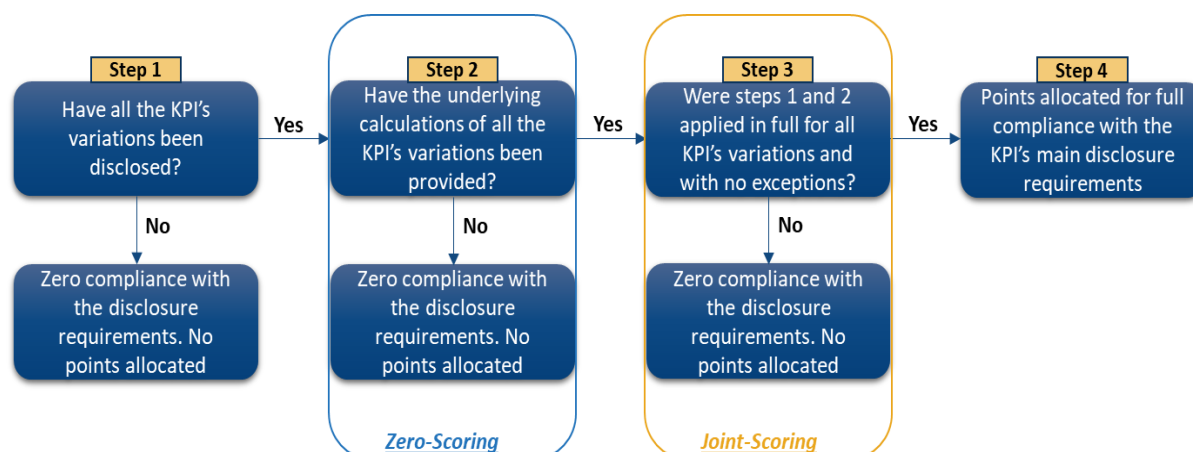 Step 1
Have all the KPI's
variations been
disclosed?
Yes
Step 2
Have the underlying
calculations of all the
KPI's variations been
provided?
Yes
Step 3
Were steps 1 and 2
applied in full for all
KPI's variations and
with no exceptions?
Yes
Step 4
Points allocated for full
compliance with the
KPI's main disclosure
requirements
No
Zero compliance with
the disclosure
requirements. No
points allocated
No
Zero compliance with
the disclosure
requirements. No
points allocated
No
Zero compliance with
the disclosure
requirements. No
points allocated
Zero-Scoring
Joint-Scoring